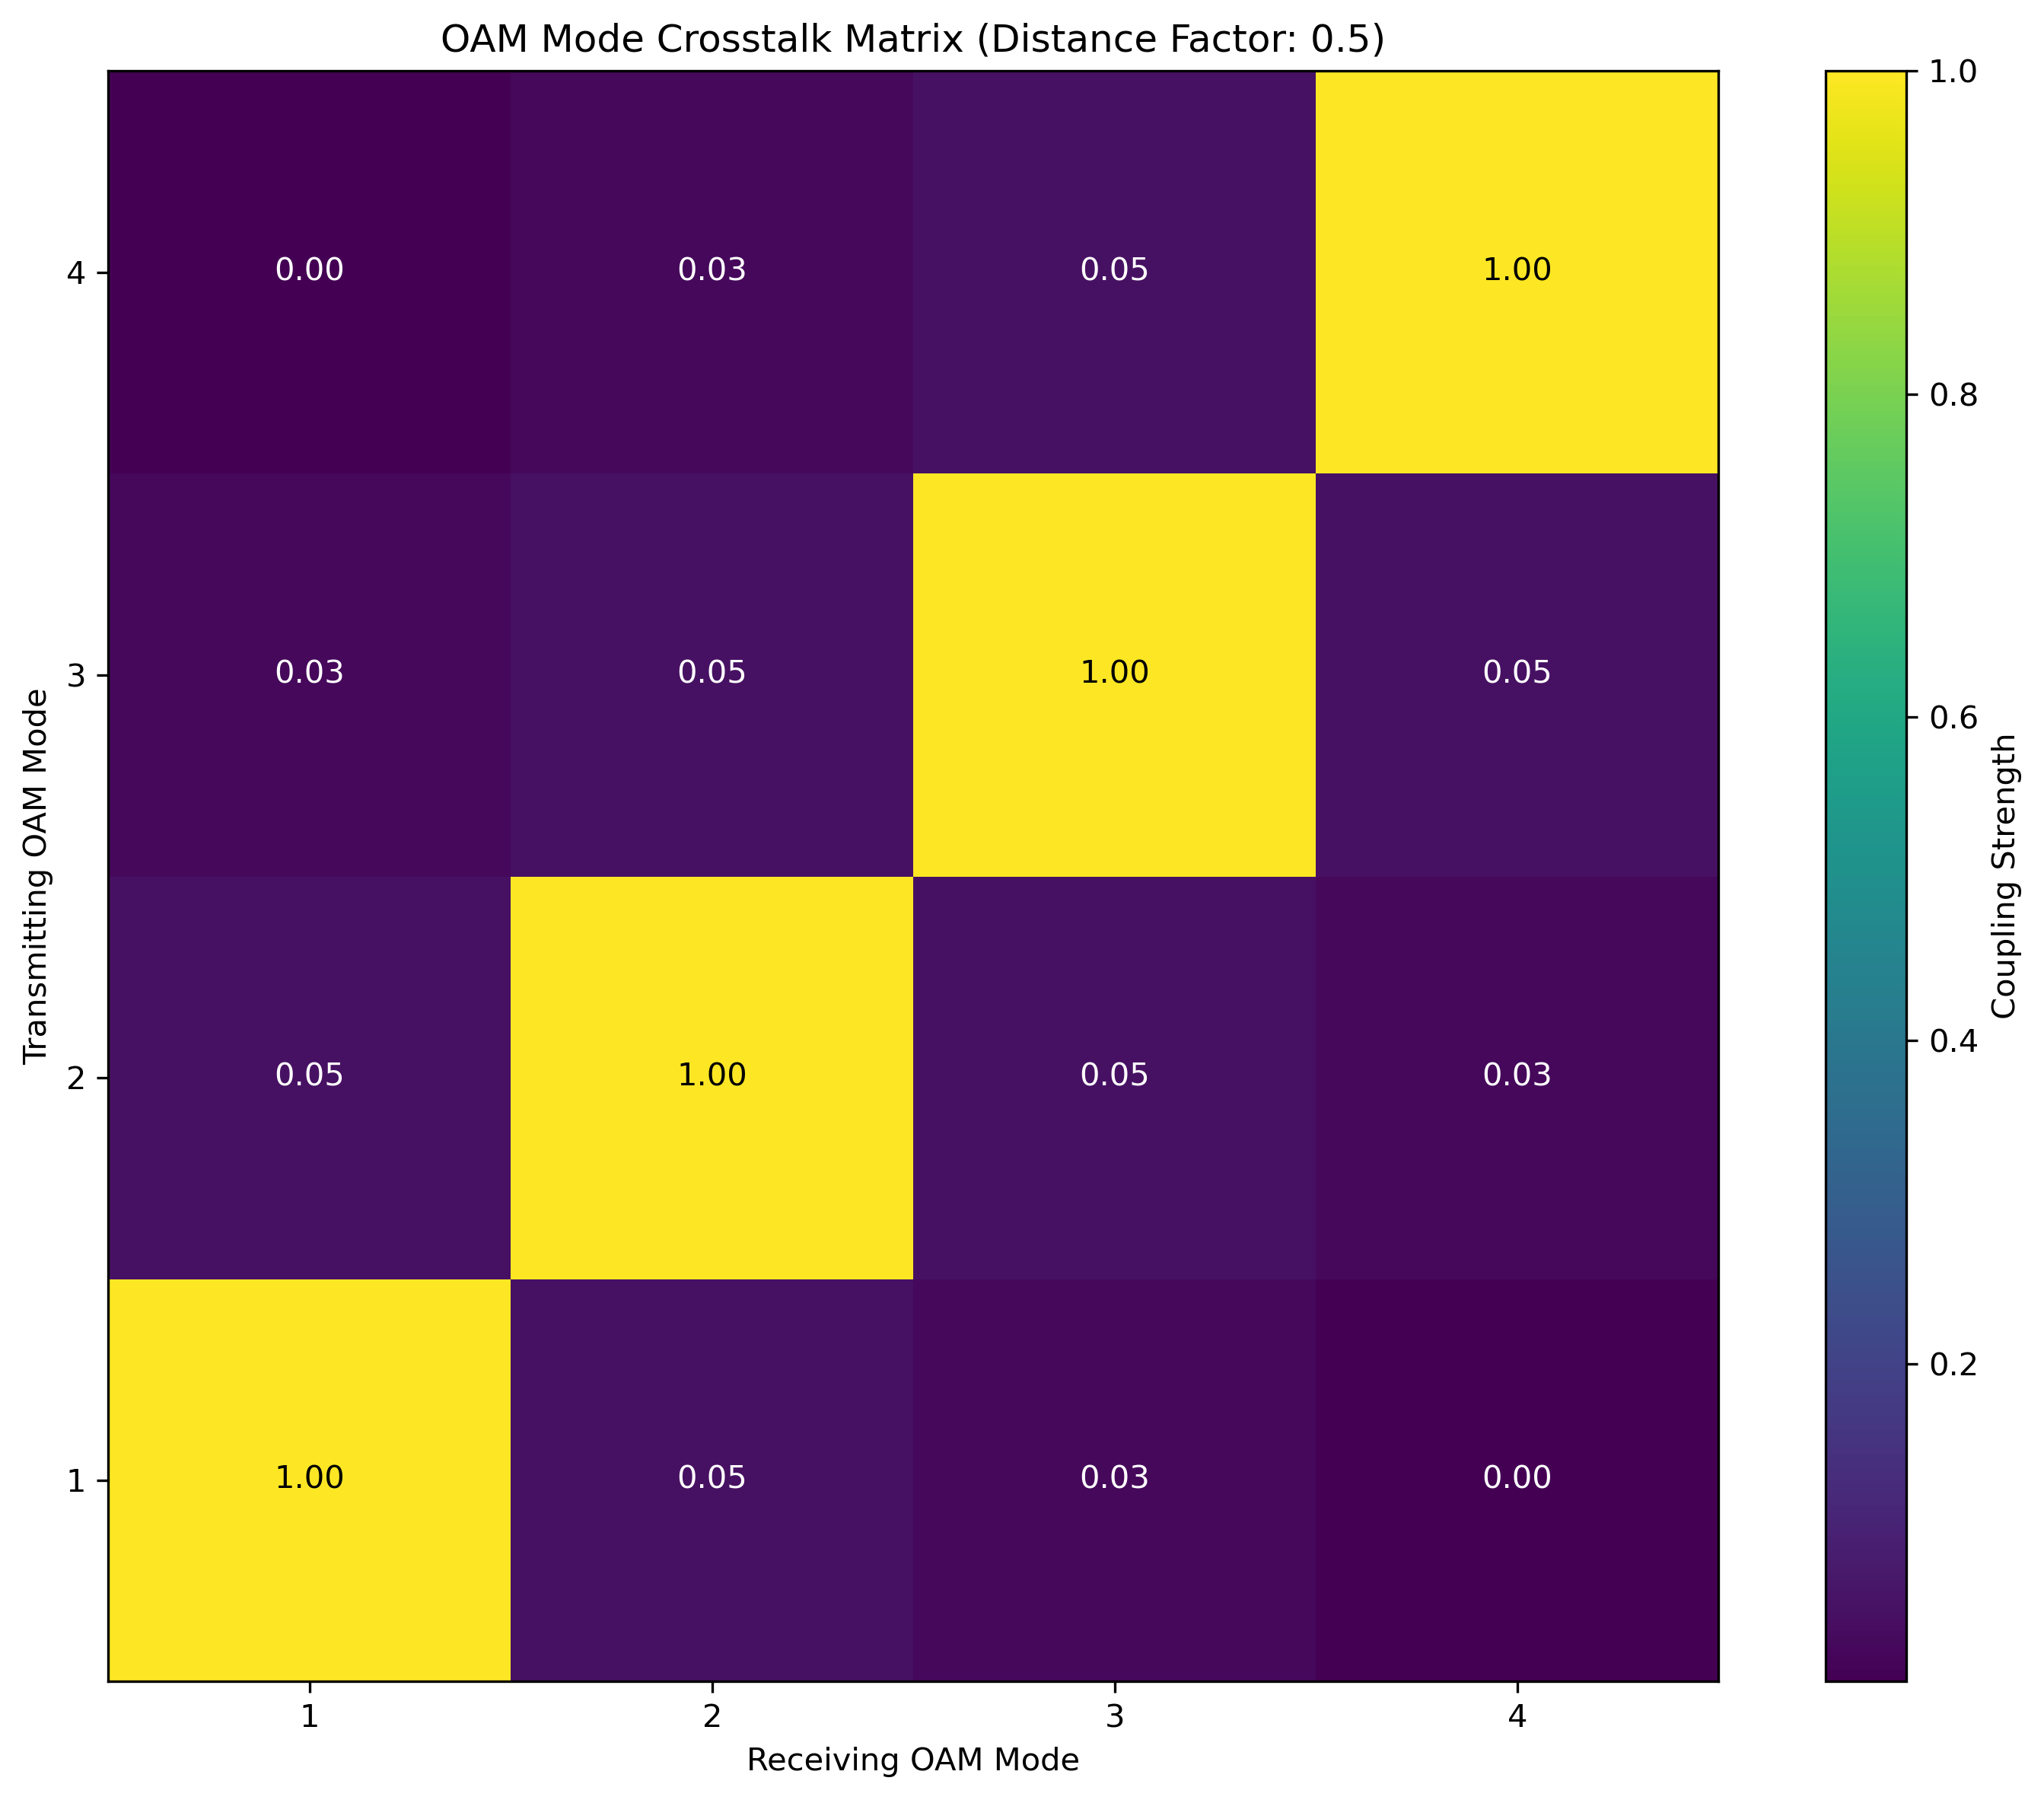 OAM Mode Crosstalk Matrix (Distance Factor: 0.5)
Transmitting OAM Mode
4
0.00 0.03 0.05 1.00
3
0.03 0.05 1.00 0.05
2
0.05 1.00 0.05 0.03
1
1.00 0.05 0.03 0.00
1 2 3 4
Receiving OAM Mode
1.0
0.8
0.6
0.4
0.2
Coupling Strength